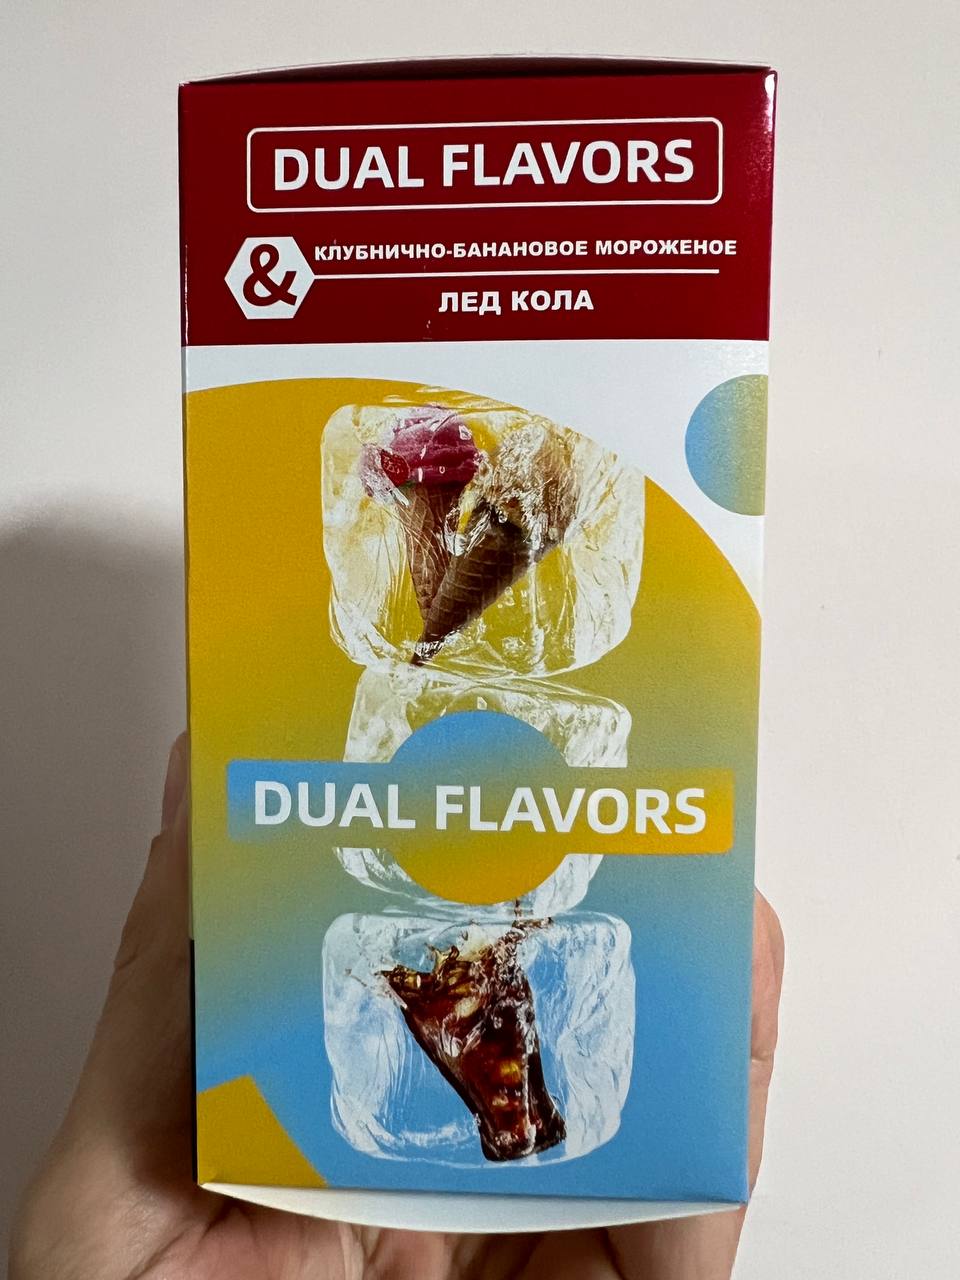 DUAL FLAVORS
&
КЛУБНИЧНО-БАНАНОВОЕ МОРОЖЕНОЕ
ЛЕД КОЛА
DUAL FLAVORS